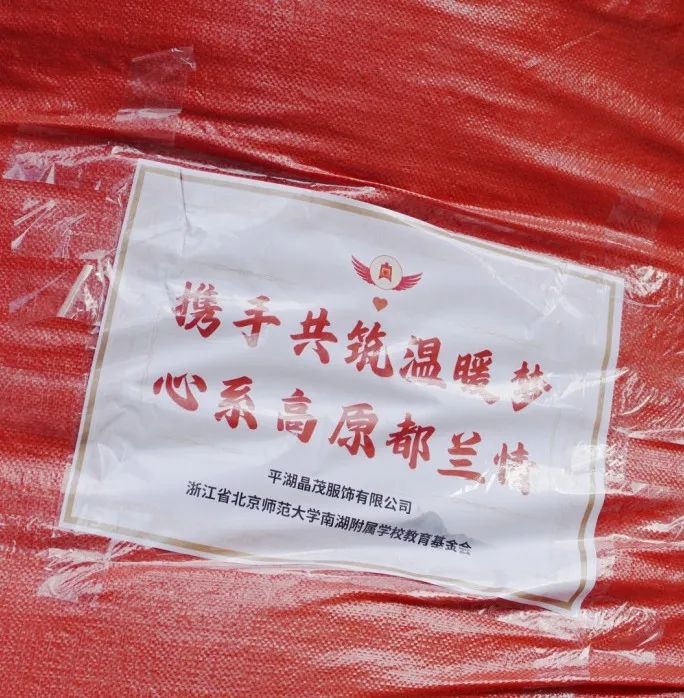 携手共筑温暖梦
心系高原都兰情
平湖晶茂服饰有限公司
浙江省北京师范大学南湖附属学校教育基金会